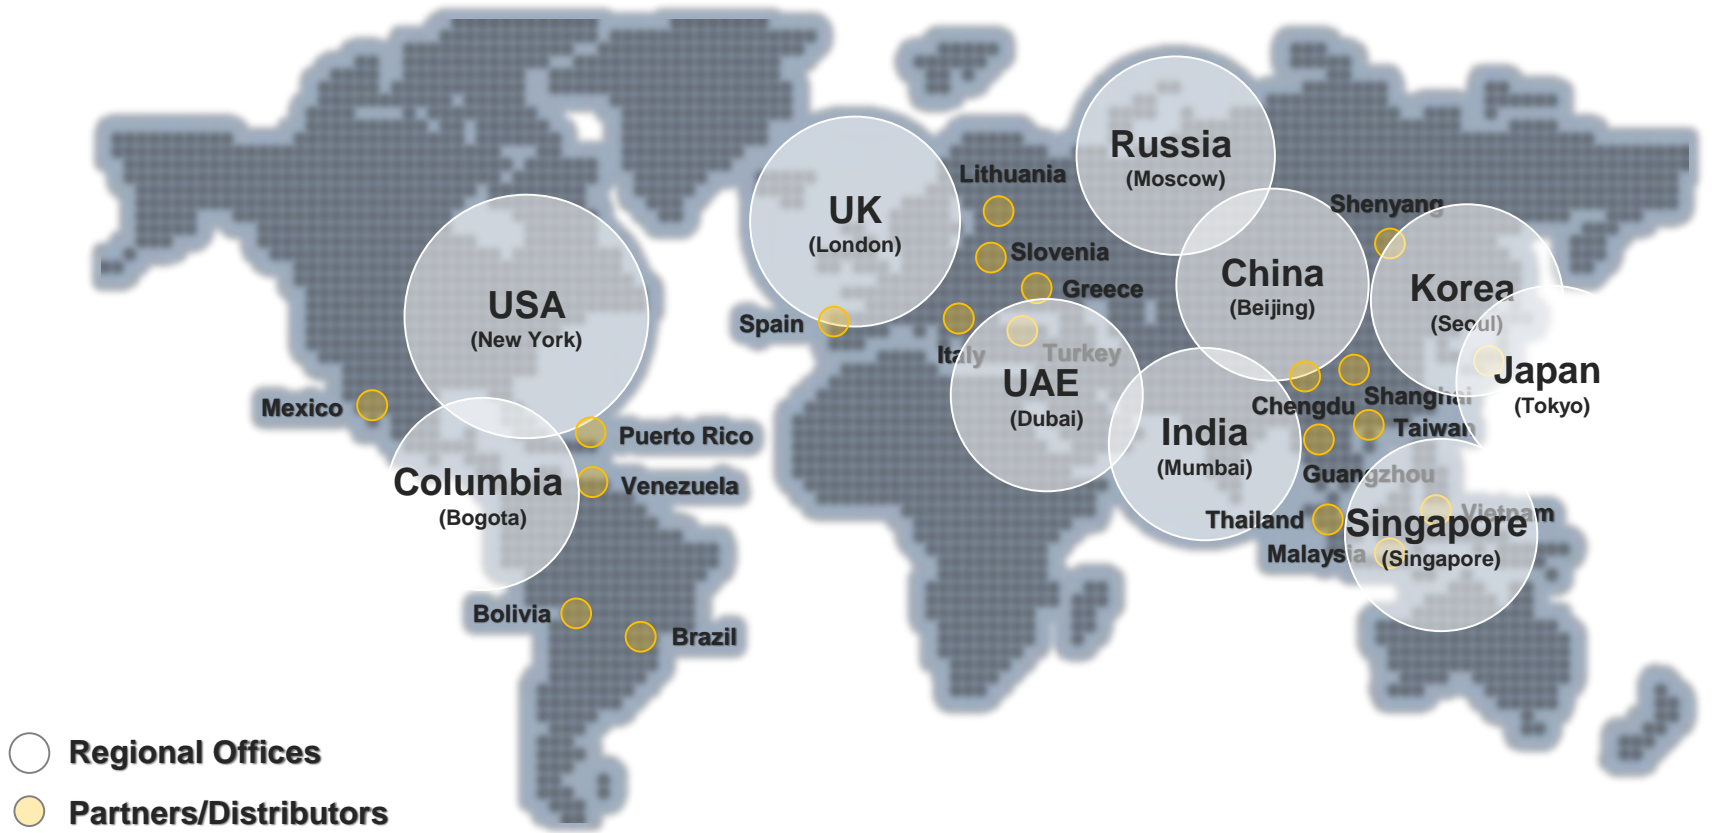 Russia
(Moscow)
Lithuania
UK
(London)
Shenyang
Slovenia
China
(Beijing)
Greece
Korea
(Seoul)
USA
(New York)
Spain
Italy
Turkey
UAE
(Dubai)
Japan
(Tokyo)
Mexico
Chengdu
Shanghai
Taiwan
Puerto Rico
India
(Mumbai)
Guangzhou
Columbia
(Bogota)
Venezuela
Thailand
Vietnam
Singapore
(Singapore)
Malaysia
Bolivia
Brazil
Regional Offices
Partners/Distributors